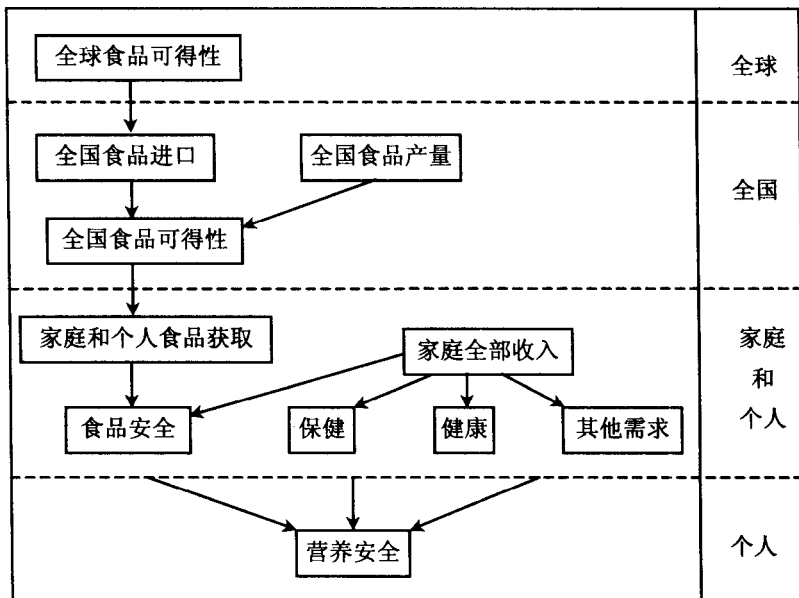 全球食品可得性
全球
全国食品进口
全国食品产量
全国
全国食品可得性
家庭和个人食品获取
家庭全部收入
家庭
和
个人
食品安全
保健
健康
其他需求
营养安全
个人